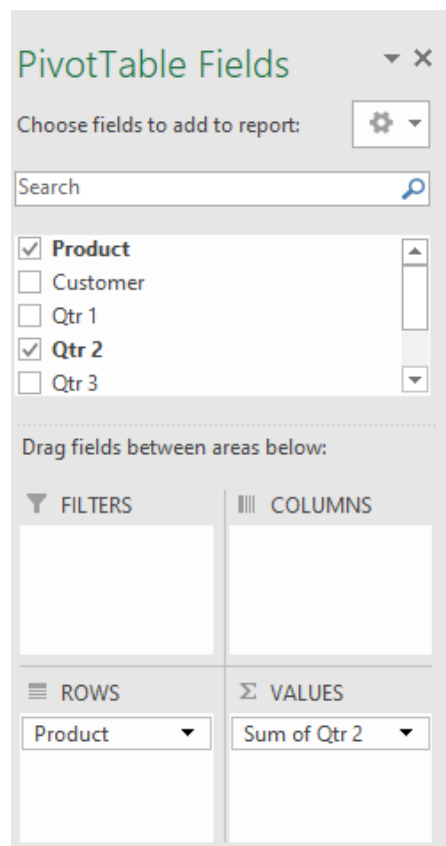 PivotTable Fields
Choose fields to add to report:
Search
Product
Customer
Qtr 1
Qtr 2
Qtr 3
Drag fields between areas below:
FILTERS
COLUMNS
ROWS
Σ VALUES
Product
Sum of Qtr 2